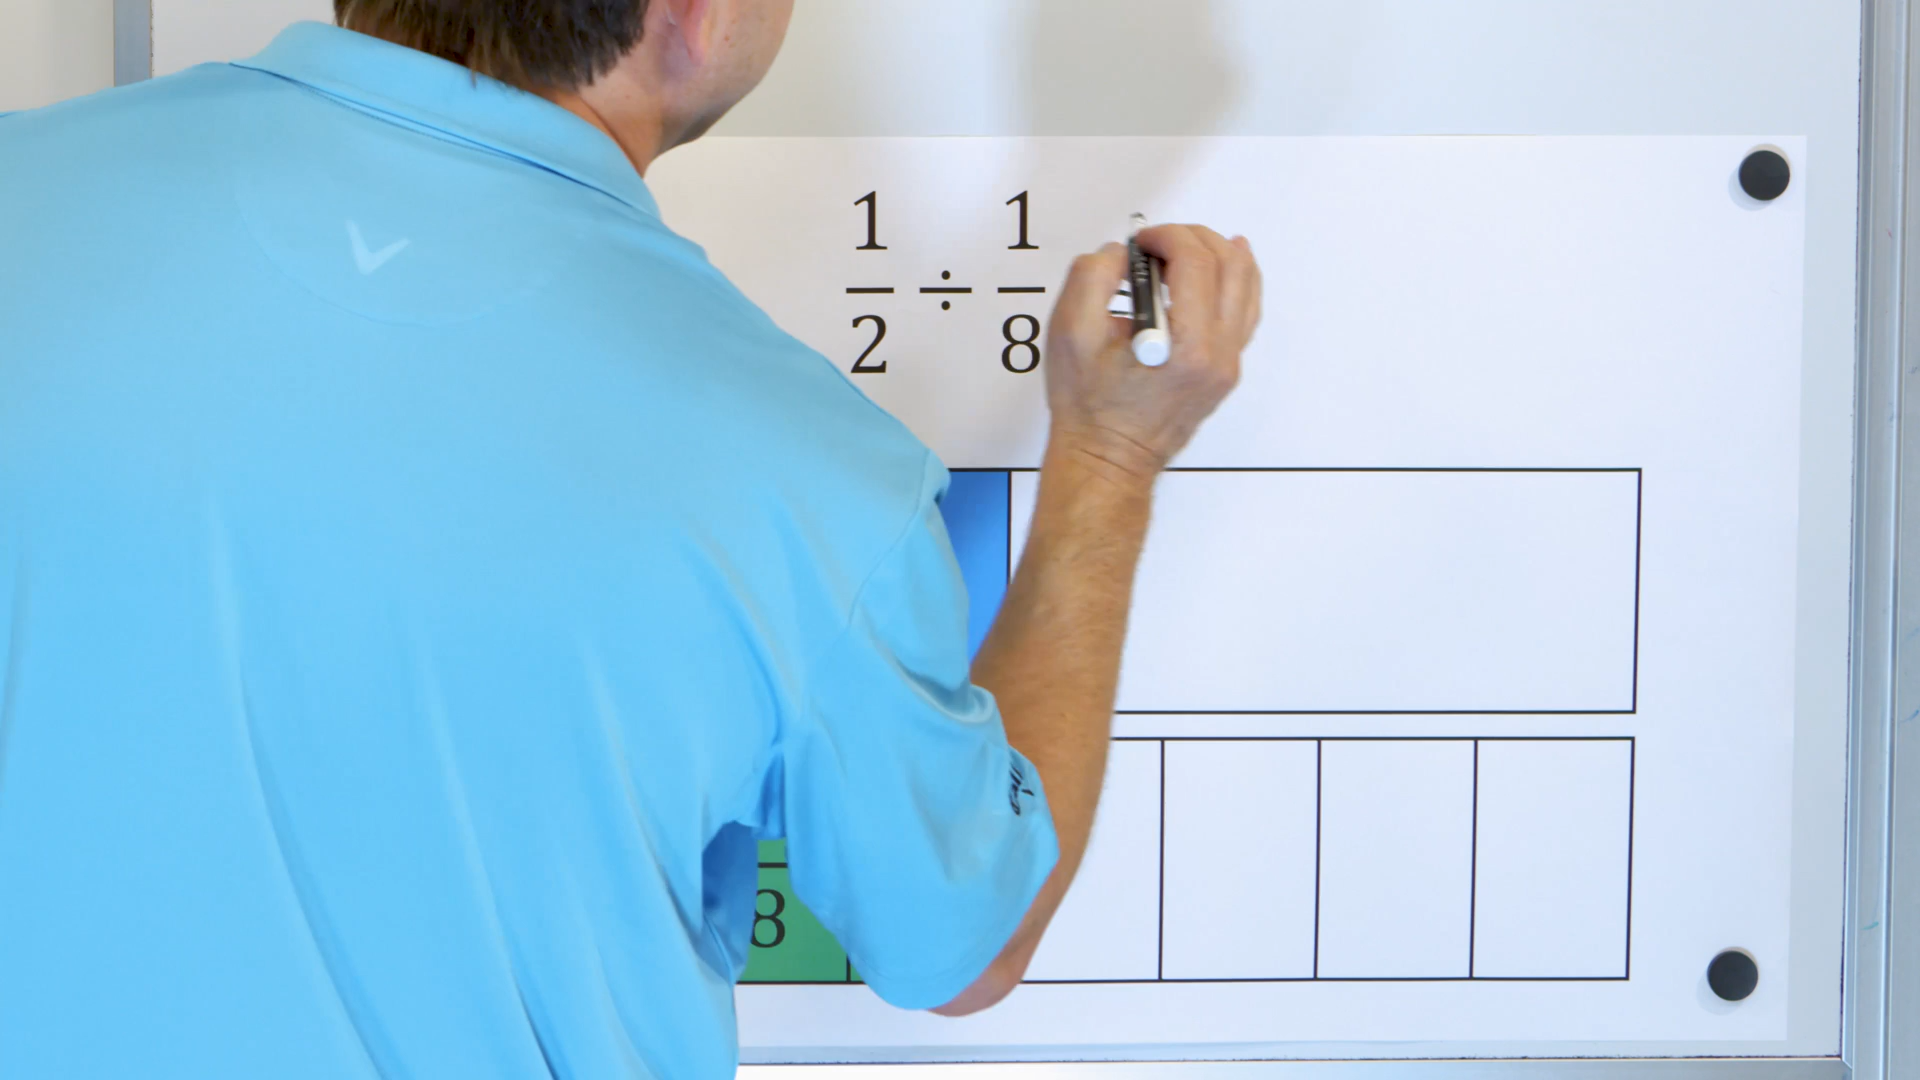 1/2 ÷ 1/8 =
8